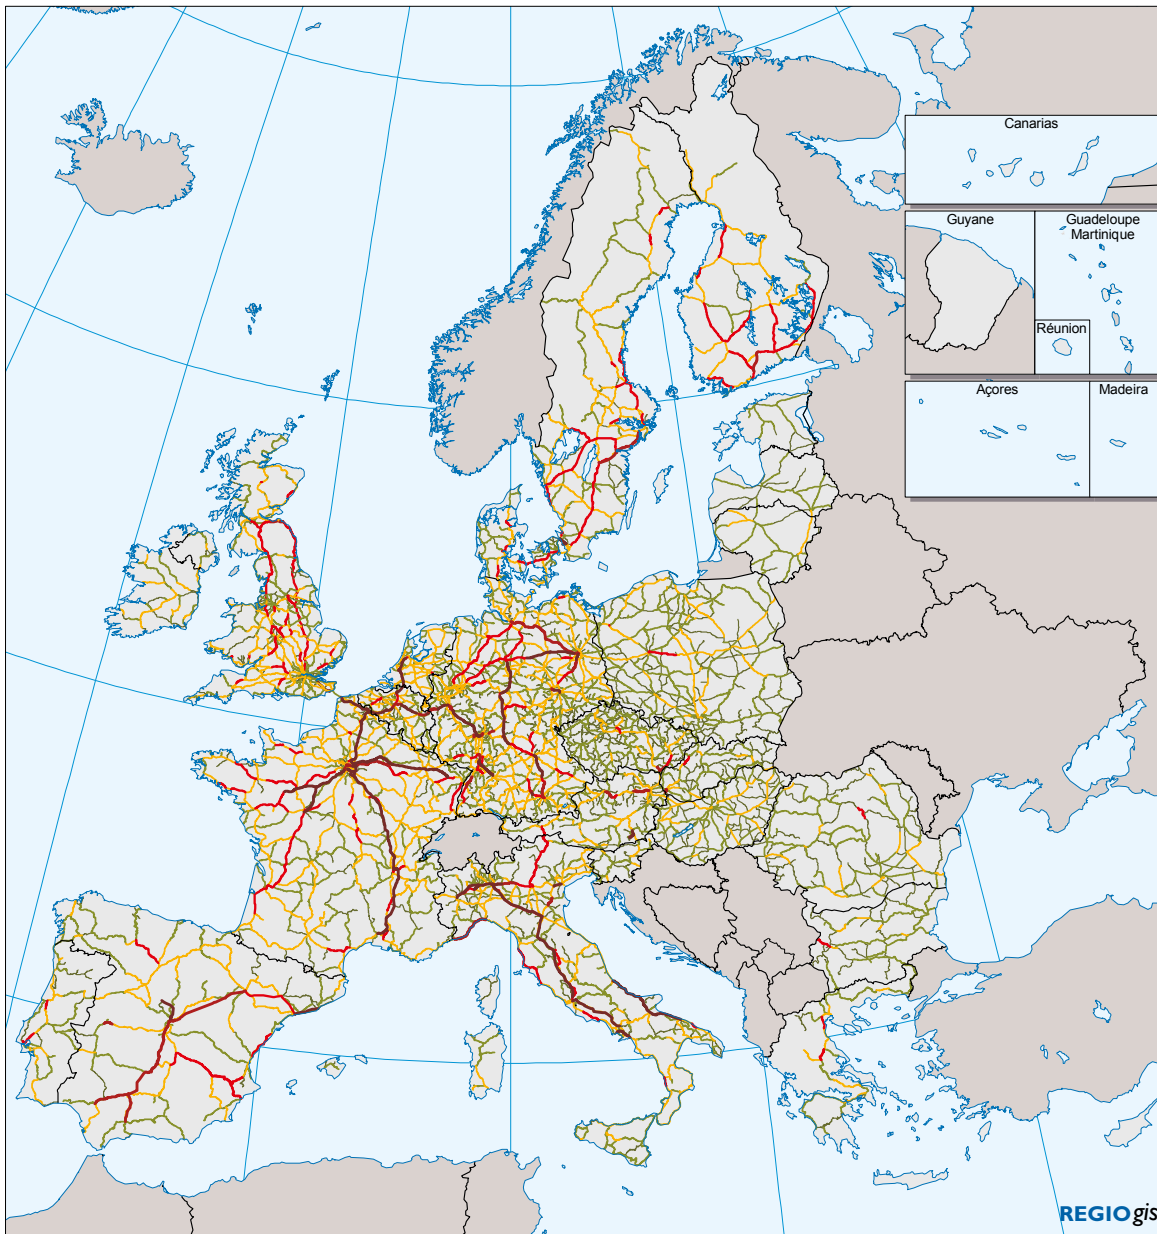 Canarias
Guyane
Guadeloupe
Martinique
Réunion
Açores
Madeira
REGIOgis